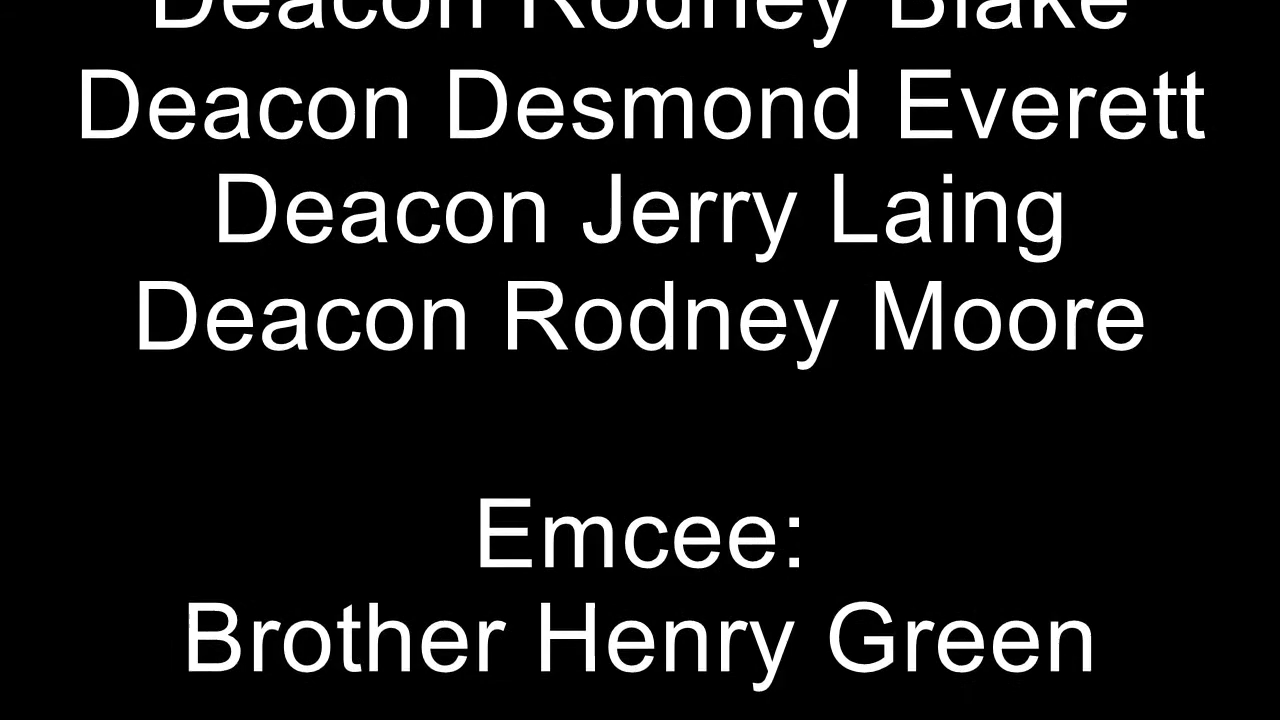 Deacon Rodney Blake
Deacon Desmond Everett
Deacon Jerry Laing
Deacon Rodney Moore
Emcee:
Brother Henry Green